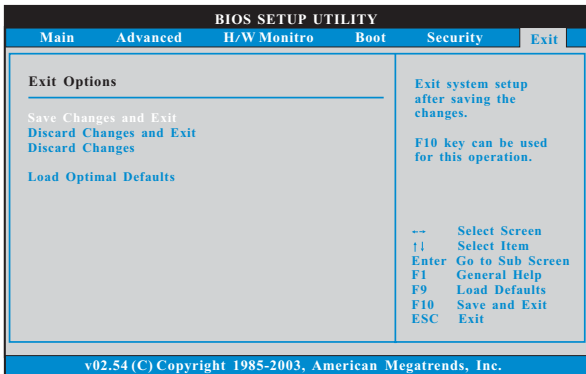 BIOS SETUP UTILITY
Main Advanced H/W Monitro Boot Security Exit
Exit Options
Save Changes and Exit
Discard Changes and Exit
Discard Changes
Load Optimal Defaults
Exit system setup
after saving the
changes.
F10 key can be used
for this operation.
←→ Select Screen
↑↓ Select Item
Enter Go to Sub Screen
F1 General Help
F9 Load Defaults
F10 Save and Exit
ESC Exit
v02.54 (C) Copyright 1985-2003, American Megatrends, Inc.